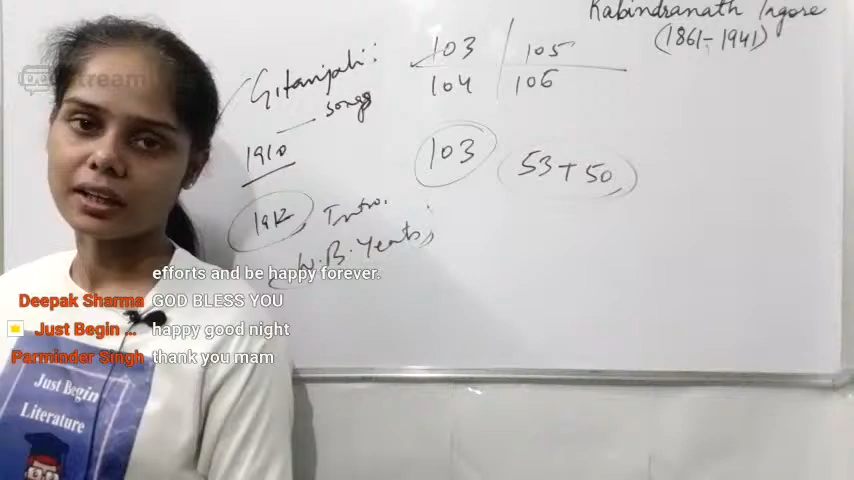 Rabindranath Tagore
(1861-1941)
Gitanjali:
songs
1910
1912 Intro.
W.B. Yeats
103 105
104 106
103 53+50
stream
efforts and be happy forever.
Deepak Sharma GOD BLESS YOU
Just Begin ... happy good night
Parminder Singh thank you mam
Just Begin
Literature